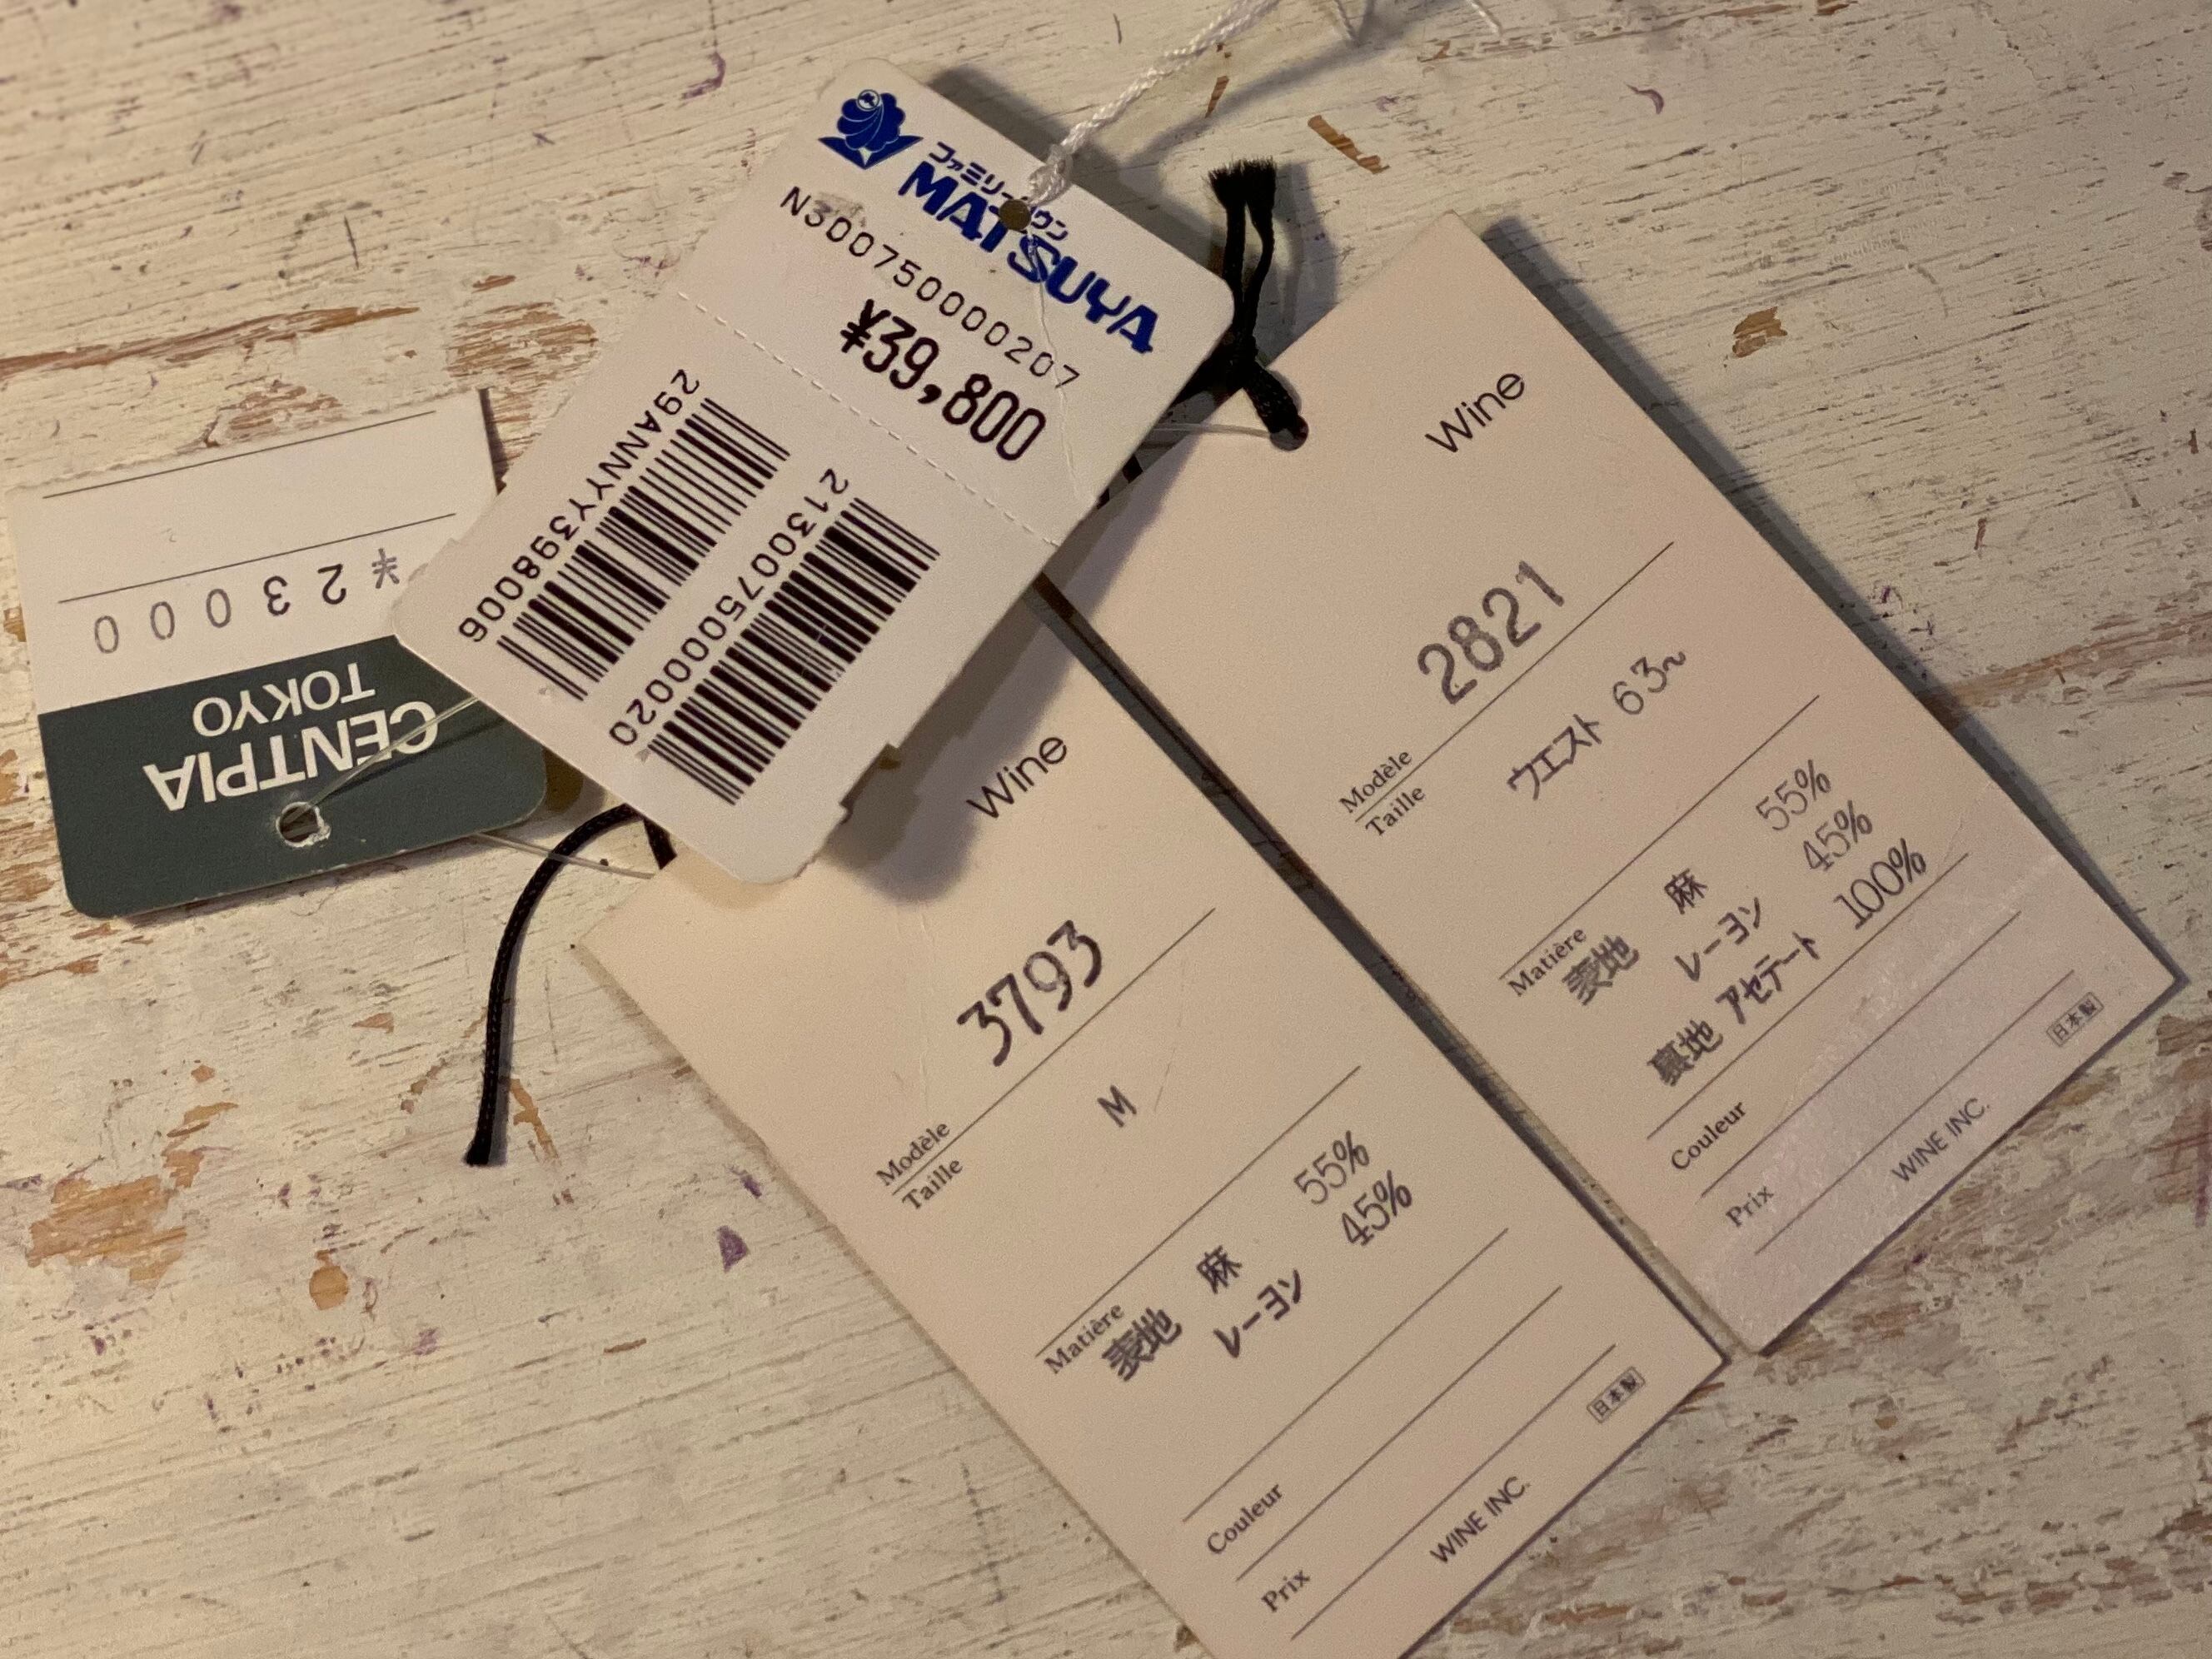 ファミリータウン
MATSUYA
N300750000207
¥39,800
29ANNYY398006
2130075000020
CENTPIA
TOKYO
¥23000
Wine
Modèle
3793
Taille
M
Matière
表地 麻 55%
レーヨン 45%
Couleur
Prix
日本製
WINE INC.
Wine
Modèle
2821
Taille
ウエスト 63~
Matière
表地 麻 55%
レーヨン 45%
裏地 アセテート 100%
Couleur
Prix
日本製
WINE INC.